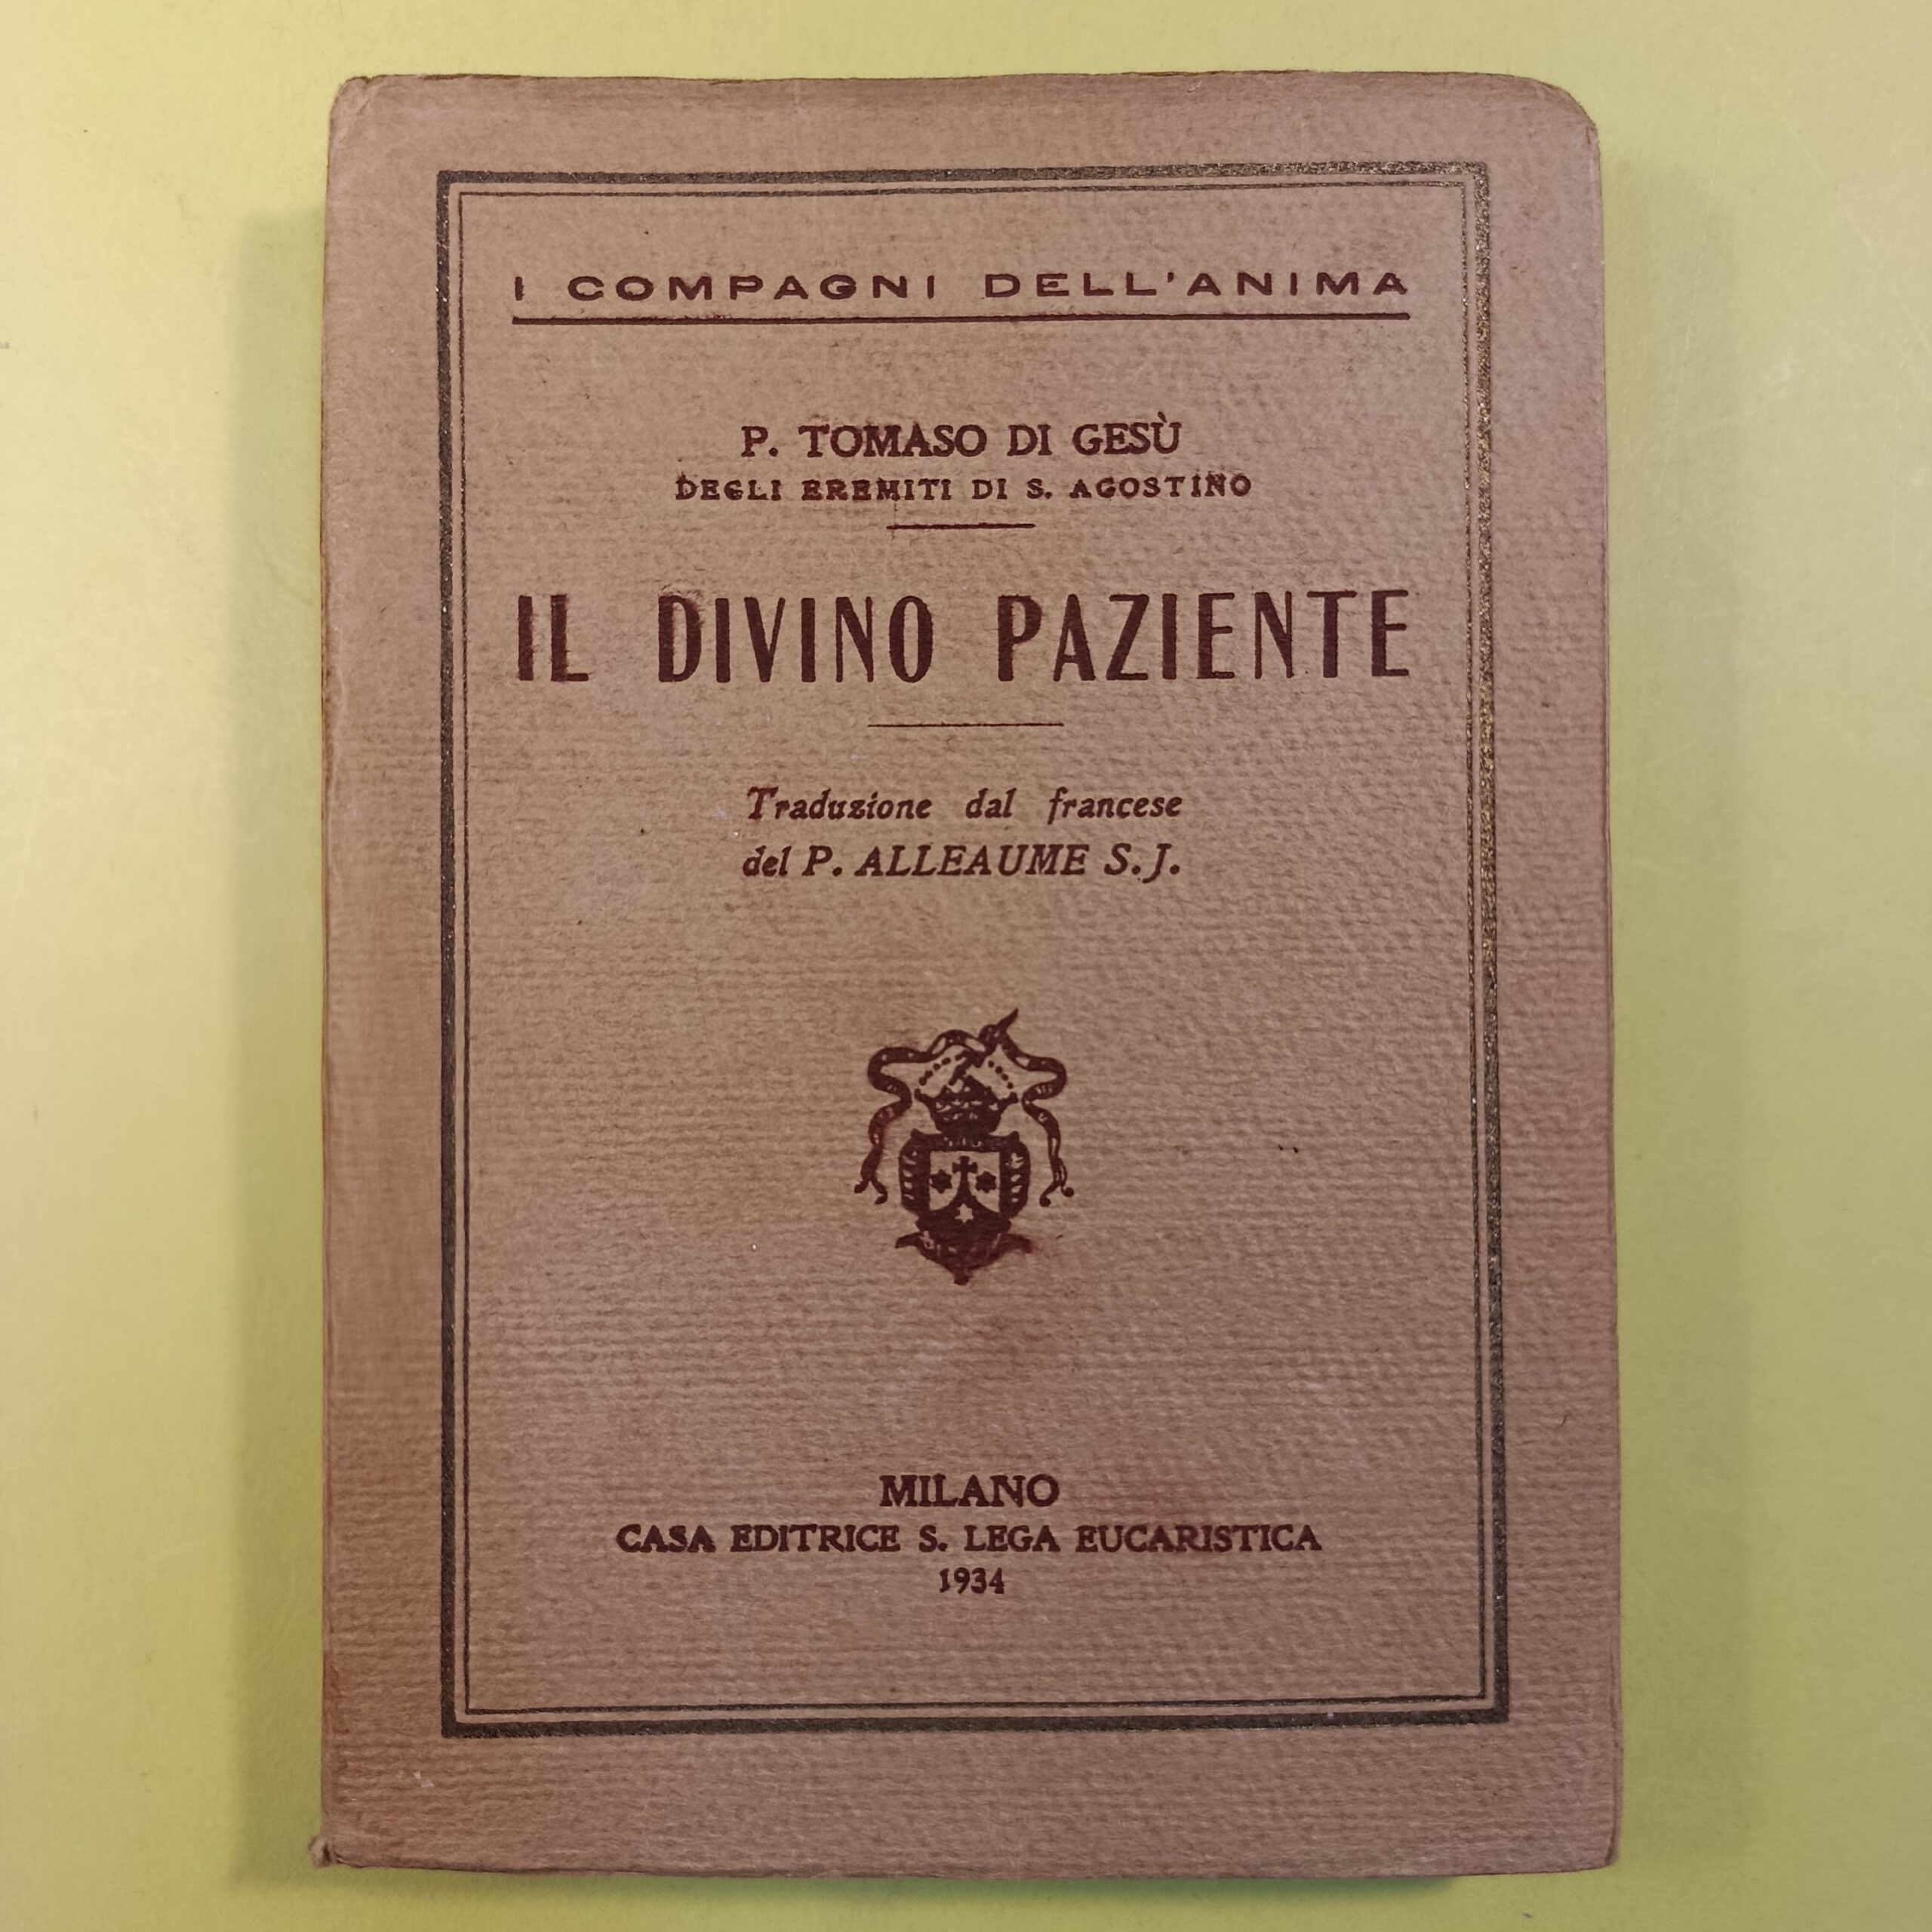 I COMPAGNI DELL'ANIMA
P. TOMASO DI GESÙ
DEGLI EREMITI DI S. AGOSTINO
IL DIVINO PAZIENTE
Traduzione dal francese
del P. ALLEAUME S.J.
MILANO
CASA EDITRICE S. LEGA EUCARISTICA
1934